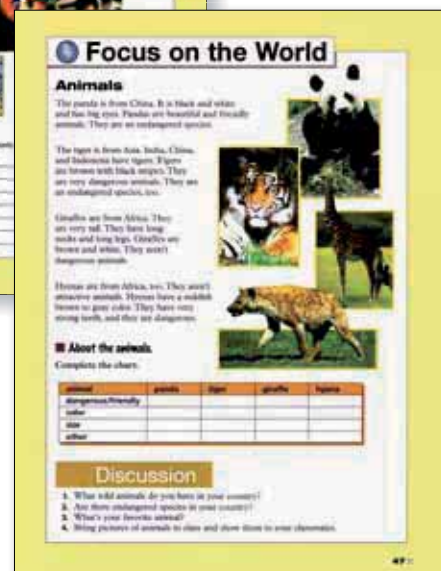 Focus on the World
Animals
The panda is from China. It is black and white
and has big eyes. Pandas are beautiful and friendly
animals. They are an endangered species.
The tiger is from Asia. India, China,
and Indonesia have tigers. Tigers
are brown with black stripes. They
are very dangerous animals. They are
an endangered species, too.
Giraffes are from Africa. They
are very tall. They have long
necks and long legs. Giraffes are
brown and white. They aren't
dangerous animals.
Hyenas are from Africa, too. They aren't
attractive animals. Hyenas have a reddish
brown to gray color. They have very
strong teeth, and they are dangerous.
About the animals.
Complete the chart.
animal panda tiger giraffe hyena
dangerous/friendly
color
size
other
Discussion
1. What wild animals do you have in your country?
2. Are there endangered species in your country?
3. What's your favorite animal?
4. Bring pictures of animals to class and show them to your classmates.
47